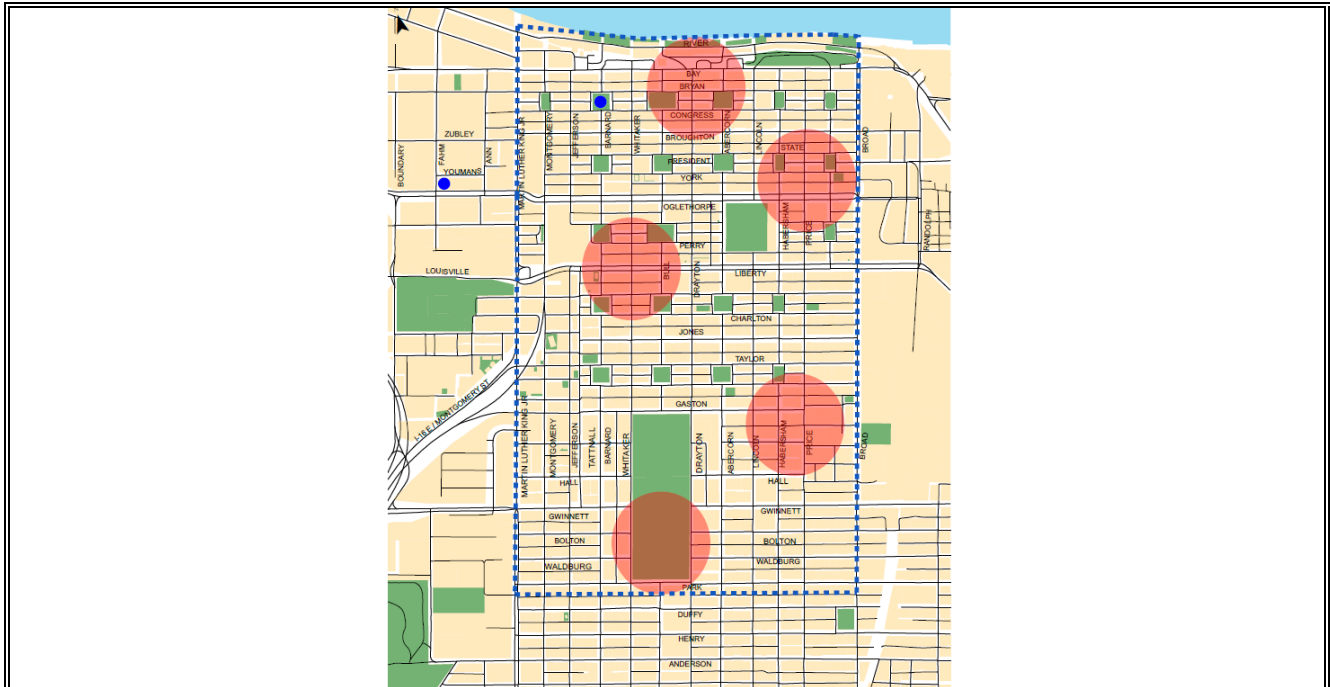 RIVER
BAY
BRYAN
CONGRESS
BROUGHTON
STATE
PRESIDENT
YORK
OGLETHORPE
PERRY
LIBERTY
CHARLTON
JONES
TAYLOR
GASTON
HALL
HALL
GWINNETT
GWINNETT
BOLTON
BOLTON
WALDBURG
WALDBURG
PARK
DUFFY
HENRY
ANDERSON
ZUBLEY
YOUMANS
LOUISVILLE
I-16 E / MONTGOMERY ST
BOUNDARY
FAHM
ANN
MARTIN LUTHER KING JR
MONTGOMERY
JEFFERSON
BARNARD
WHITAKER
ABERCORN
LINCOLN
BROAD
HABERSHAM
PRICE
RANDOLPH
BULL
DRAYTON
MARTIN LUTHER KING JR
MONTGOMERY
JEFFERSON
TATTNALL
BARNARD
WHITAKER
DRAYTON
ABERCORN
LINCOLN
HABERSHAM
PRICE
BROAD